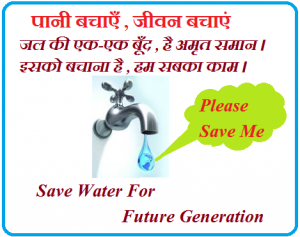 पानी बचाएँ , जीवन बचाएं
जल की एक-एक बूँद , है अमृत समान ।
इसको बचाना है , हम सबका काम ।
Please
Save Me
Save Water For
Future Generation